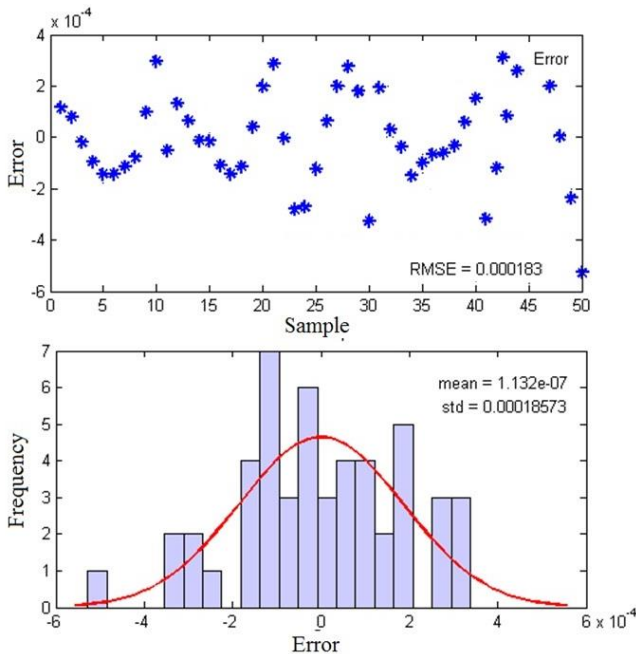 x 10⁻⁴
4
2
0
-2
-4
-6
Error
Error
RMSE = 0.000183
0 5 10 15 20 25 30 35 40 45 50
Sample
7
6
5
4
3
2
1
0
Frequency
mean = 1.132e-07
std = 0.00018573
-6 -4 -2 0 2 4 6
x 10⁻⁴
Error